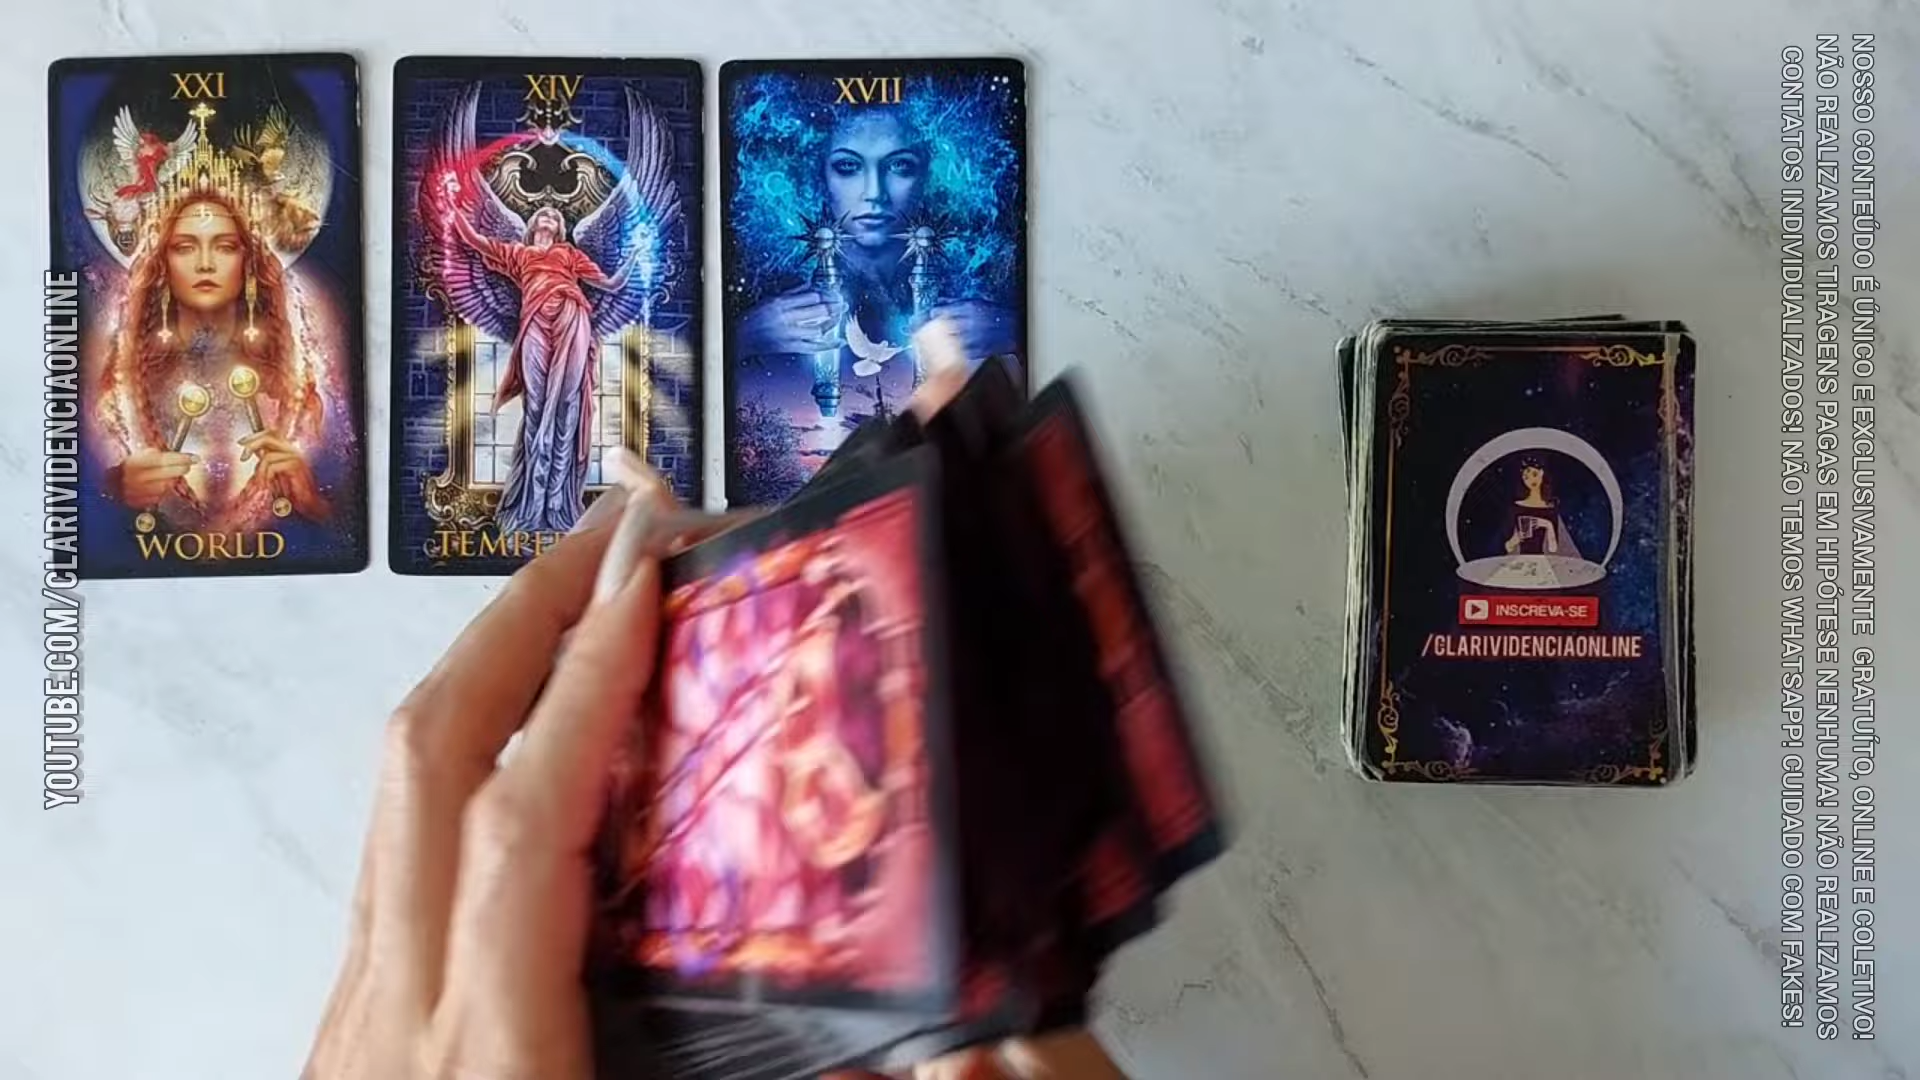 XXI
WORLD
XIV
XVII
YOUTUBE.COM/CLARIVIDENCIAONLINE
INSCREVA-SE
/CLARIVIDENCIAONLINE
NOSSO CONTEÚDO É ÚNICO E EXCLUSIVAMENTE GRATUÍTO, ONLINE E COLETIVO!
NÃO REALIZAMOS TIRAGENS PAGAS EM HIPÓTESE NENHUMA! NÃO REALIZAMOS
CONTATOS INDIVIDUALIZADOS! NÃO TEMOS WHATSAPP! CUIDADO COM FAKES!